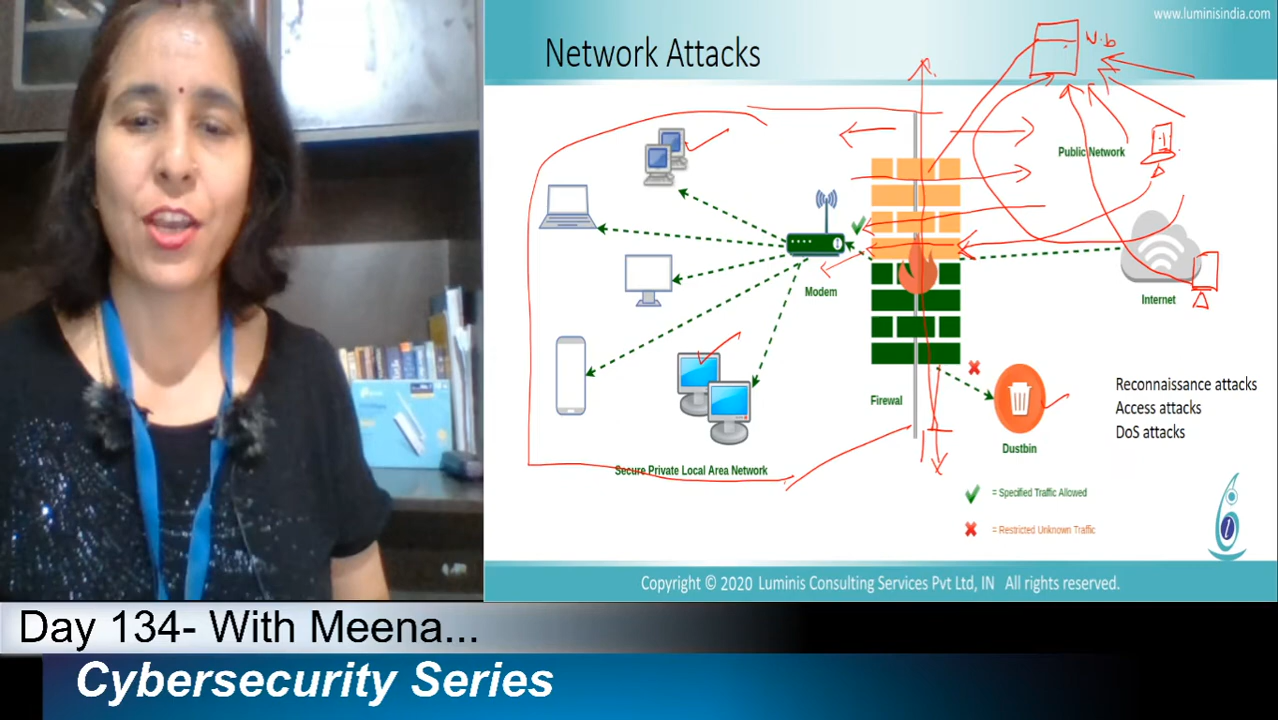 www.luminisindia.com
Network Attacks
Public Network
Modem
Internet
Firewal
Reconnaissance attacks
Access attacks
DoS attacks
Dustbin
Secure Private Local Area Network
= Specified Traffic Allowed
= Restricted Unknown Traffic
Copyright © 2020 Luminis Consulting Services Pvt Ltd, IN All rights reserved.
Day 134- With Meena...
Cybersecurity Series